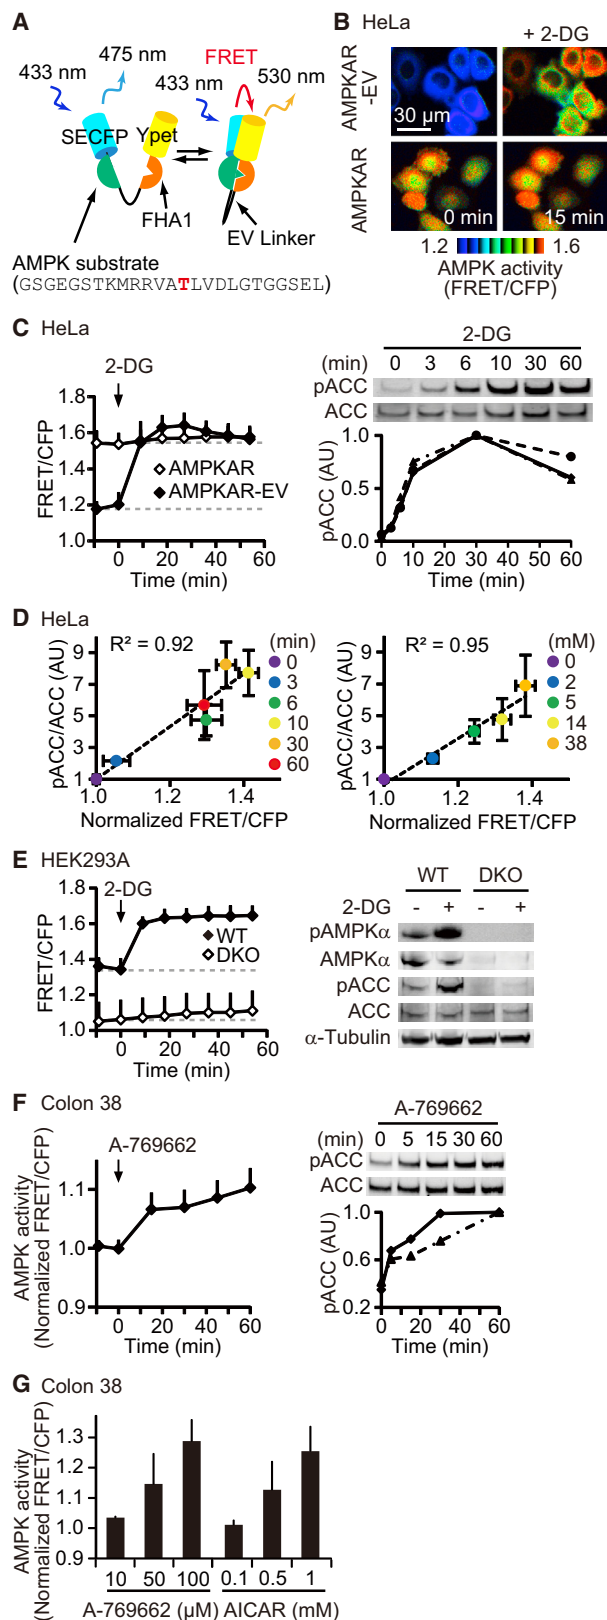 A
475 nm
433 nm
FRET
433 nm
530 nm
SECFP
Ypet
FHA1
EV Linker
AMPK substrate
(GSGEGSTKMRRVATLVDLGTGGSEL)
B HeLa
+ 2-DG
AMPKAR
-EV
30 µm
AMPKAR
0 min
15 min
1.2 1.6
AMPK activity
(FRET/CFP)
C HeLa
2-DG
FRET/CFP
1.8
1.6
1.4
1.2
1.0
AMPKAR
AMPKAR-EV
0 20 40 60
Time (min)
2-DG
(min) 0 3 6 10 30 60
pACC
ACC
pACC (AU)
1.0
0.5
0.0
0 10 20 30 40 50 60
Time (min)
D HeLa
pACC/ACC (AU)
9
7
5
3
1
R² = 0.92
(min)
0
3
6
10
30
60
1.0 1.2 1.4
Normalized FRET/CFP
pACC/ACC (AU)
9
7
5
3
1
R² = 0.95
(mM)
0
2
5
14
38
1.0 1.2 1.4
Normalized FRET/CFP
E HEK293A
2-DG
FRET/CFP
1.8
1.6
1.4
1.2
1.0
WT
DKO
0 20 40 60
Time (min)
WT DKO
2-DG - + - +
pAMPKα
AMPKα
pACC
ACC
α-Tubulin
F Colon 38
A-769662
AMPK activity
(Normalized FRET/CFP)
1.1
1.0
0.9
0 20 40 60
Time (min)
A-769662
(min) 0 5 15 30 60
pACC
ACC
pACC (AU)
1.0
0.6
0.2
0 20 40 60
Time (min)
G Colon 38
AMPK activity
(Normalized FRET/CFP)
1.3
1.2
1.1
1.0
0.9
10 50 100 0.1 0.5 1
A-769662 (µM) AICAR (mM)